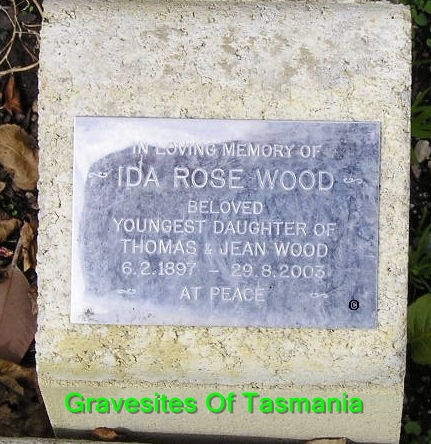 IN LOVING MEMORY OF
IDA ROSE WOOD
BELOVED
YOUNGEST DAUGHTER OF
THOMAS & JEAN WOOD
6.2.1897 – 29.8.2003
AT PEACE
©
Gravesites Of Tasmania